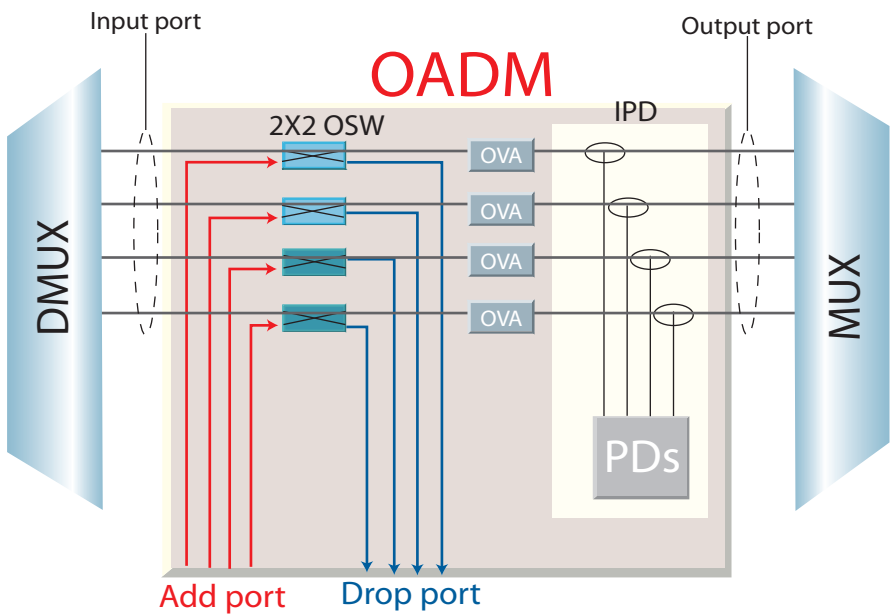 Input port
Output port
OADM
2X2 OSW
IPD
OVA
OVA
OVA
OVA
DMUX
MUX
PDs
Add port
Drop port